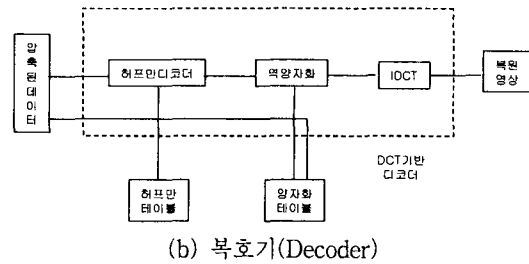 압축된데이터
허프만디코더
역양자화
IDCT
복원
영상
DCT기반
디코더
허프만
테이블
양자화
테이블
(b) 복호기(Decoder)